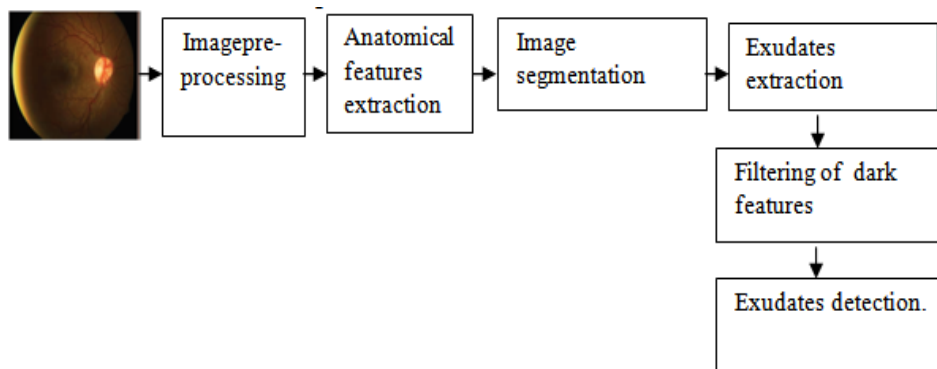 Imagepre-
processing
Anatomical
features
extraction
Image
segmentation
Exudates
extraction
Filtering of dark
features
Exudates detection.